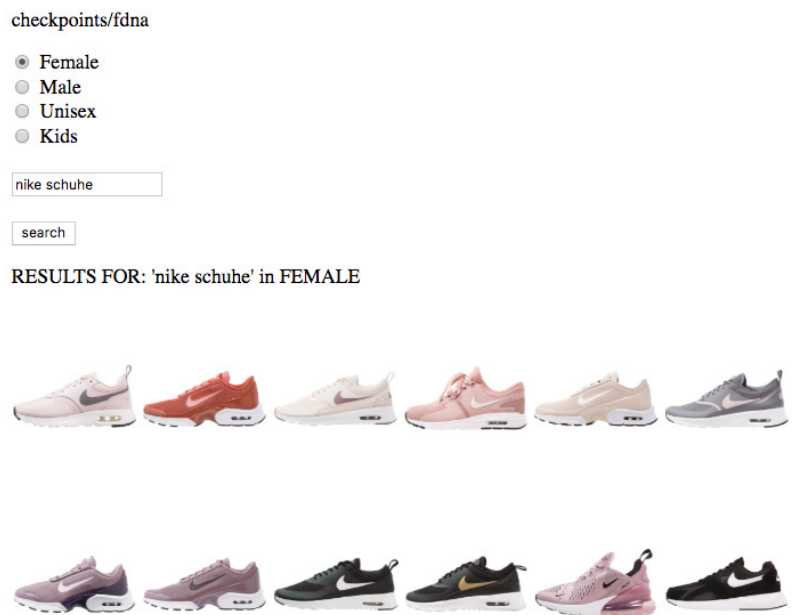 checkpoints/fdna
Female
Male
Unisex
Kids
nike schuhe
search
RESULTS FOR: 'nike schuhe' in FEMALE